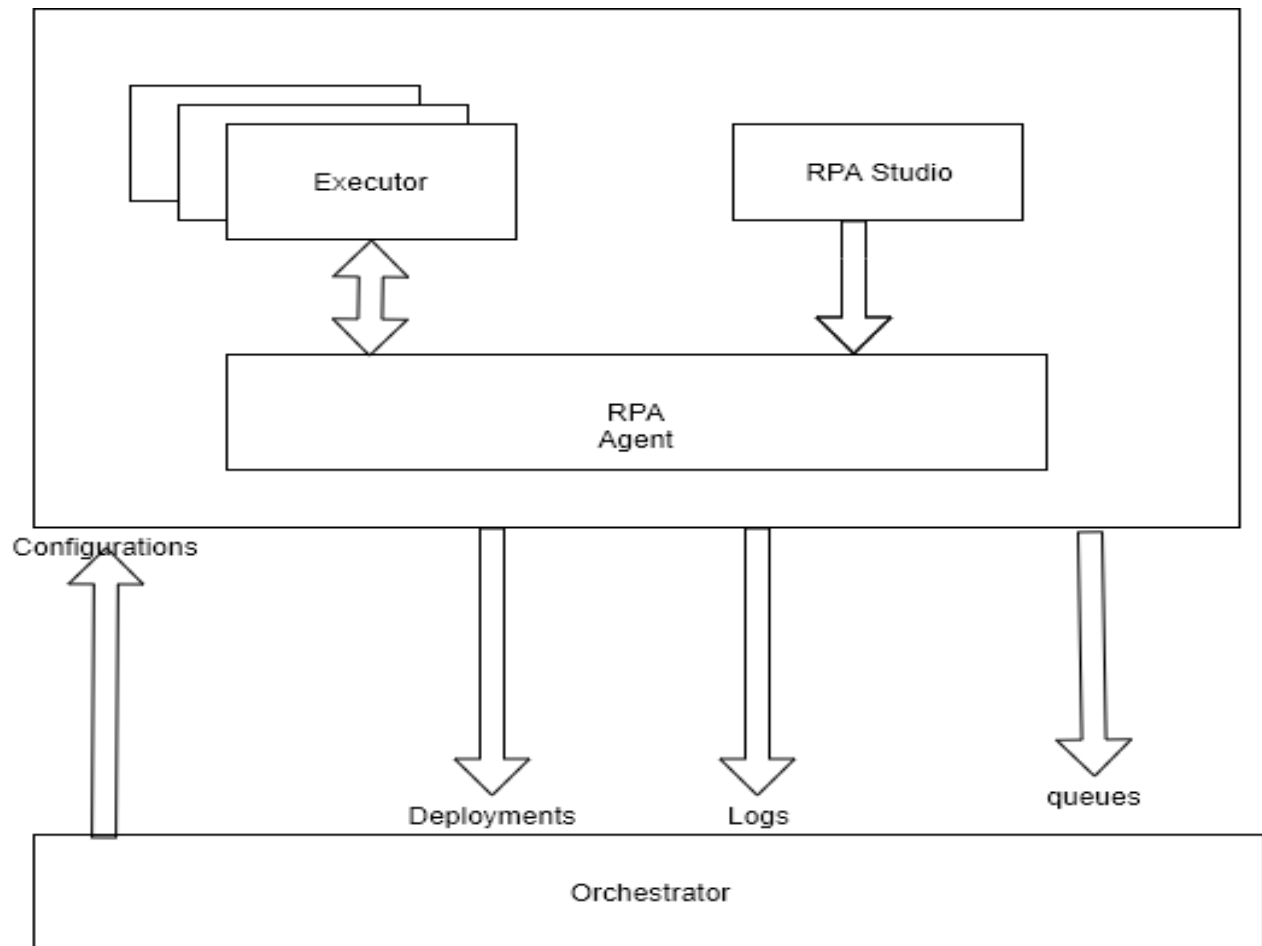 Executor
RPA Studio
RPA
Agent
Configurations
Deployments
Logs
queues
Orchestrator